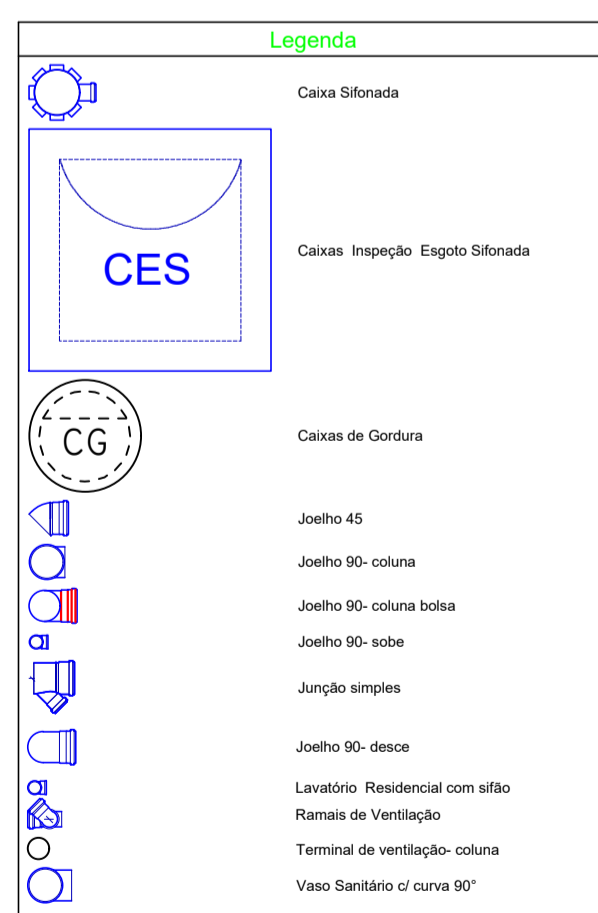 Legenda
Caixa Sifonada
CES
Caixas Inspeção Esgoto Sifonada
CG
Caixas de Gordura
Joelho 45
Joelho 90- coluna
Joelho 90- coluna bolsa
Joelho 90- sobe
Junção simples
Joelho 90- desce
Lavatório Residencial com sifão
Ramais de Ventilação
Terminal de ventilação- coluna
Vaso Sanitário c/ curva 90°